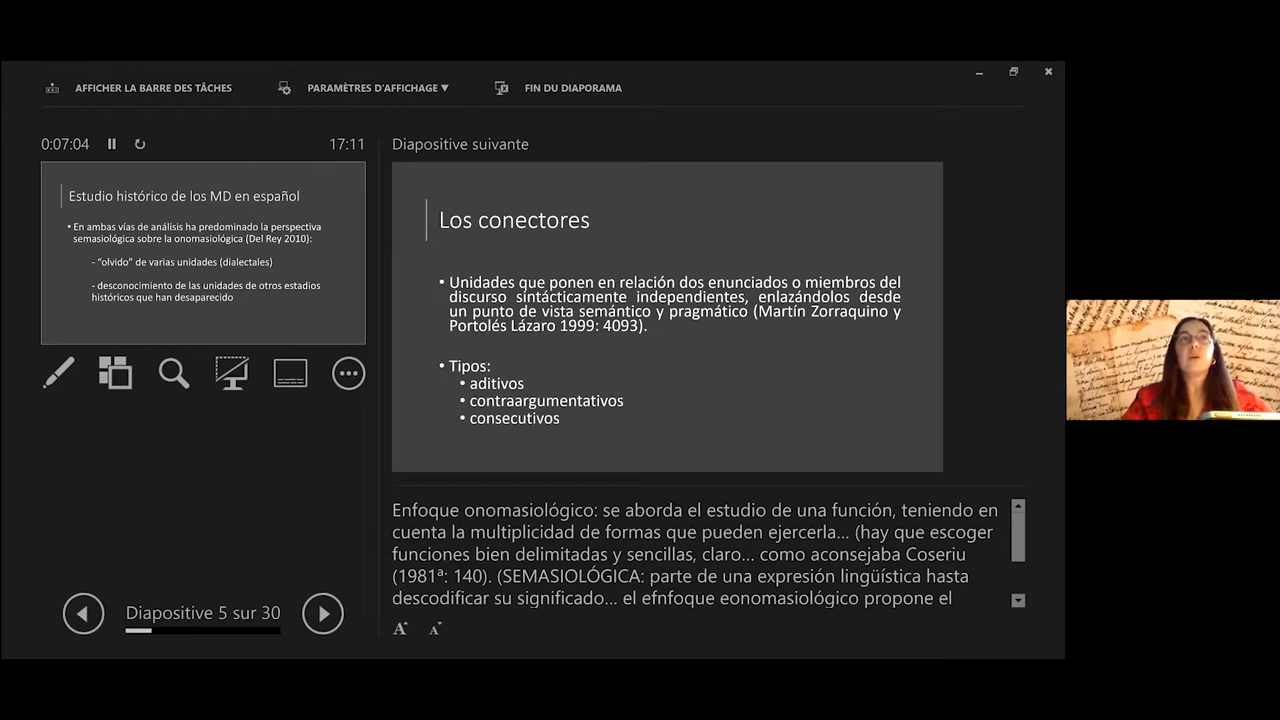 AFFICHER LA BARRE DES TÂCHES
PARAMÈTRES D'AFFICHAGE ▼
FIN DU DIAPORAMA
0:07:04
17:11
Estudio histórico de los MD en español
• En ambas vías de análisis ha predominado la perspectiva
semasiológica sobre la onomasiológica (Del Rey 2010):
- "olvido" de varias unidades (dialectales)
- desconocimiento de las unidades de otros estadios
históricos que han desaparecido
Diapositive 5 sur 30
Diapositive suivante
Los conectores
• Unidades que ponen en relación dos enunciados o miembros del
discurso sintácticamente independientes, enlazándolos desde
un punto de vista semántico y pragmático (Martín Zorraquino y
Portolés Lázaro 1999: 4093).
• Tipos:
• aditivos
• contraargumentativos
• consecutivos
Enfoque onomasiológico: se aborda el estudio de una función, teniendo en
cuenta la multiplicidad de formas que pueden ejercerla... (hay que escoger
funciones bien delimitadas y sencillas, claro... como aconsejaba Coseriu
(1981ª: 140). (SEMASIOLÓGICA: parte de una expresión lingüística hasta
descodificar su significado... el efnfoque eonomasiológico propone el
A A